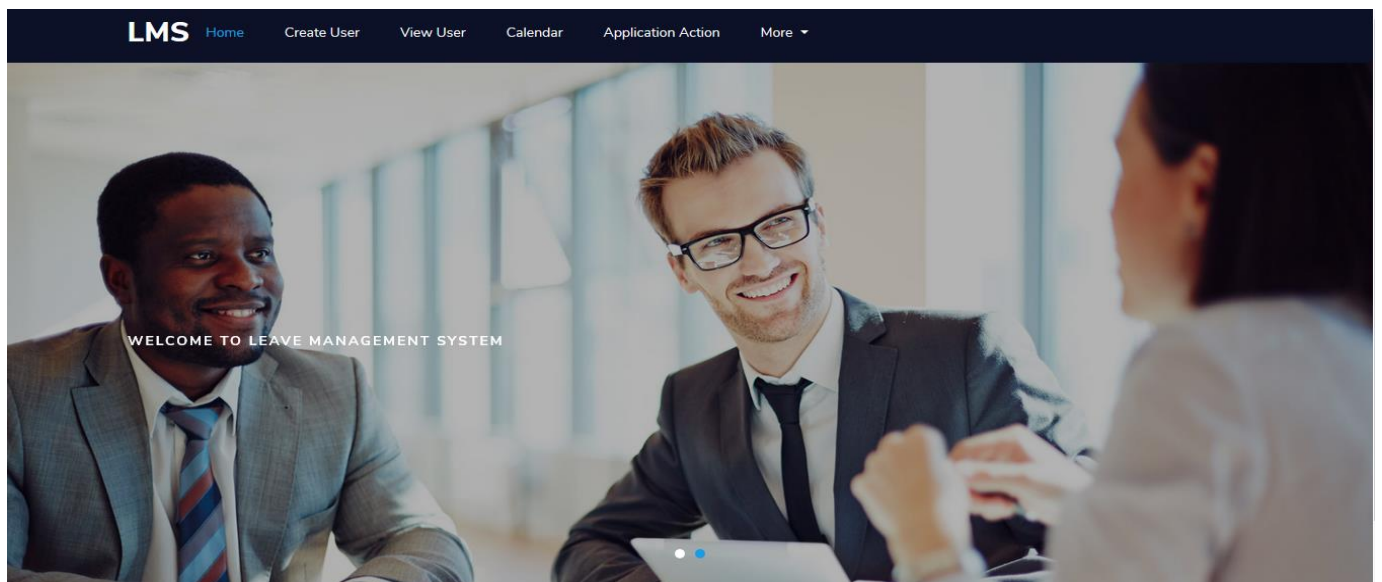 LMS Home Create User View User Calendar Application Action More
WELCOME TO LEAVE MANAGEMENT SYSTEM